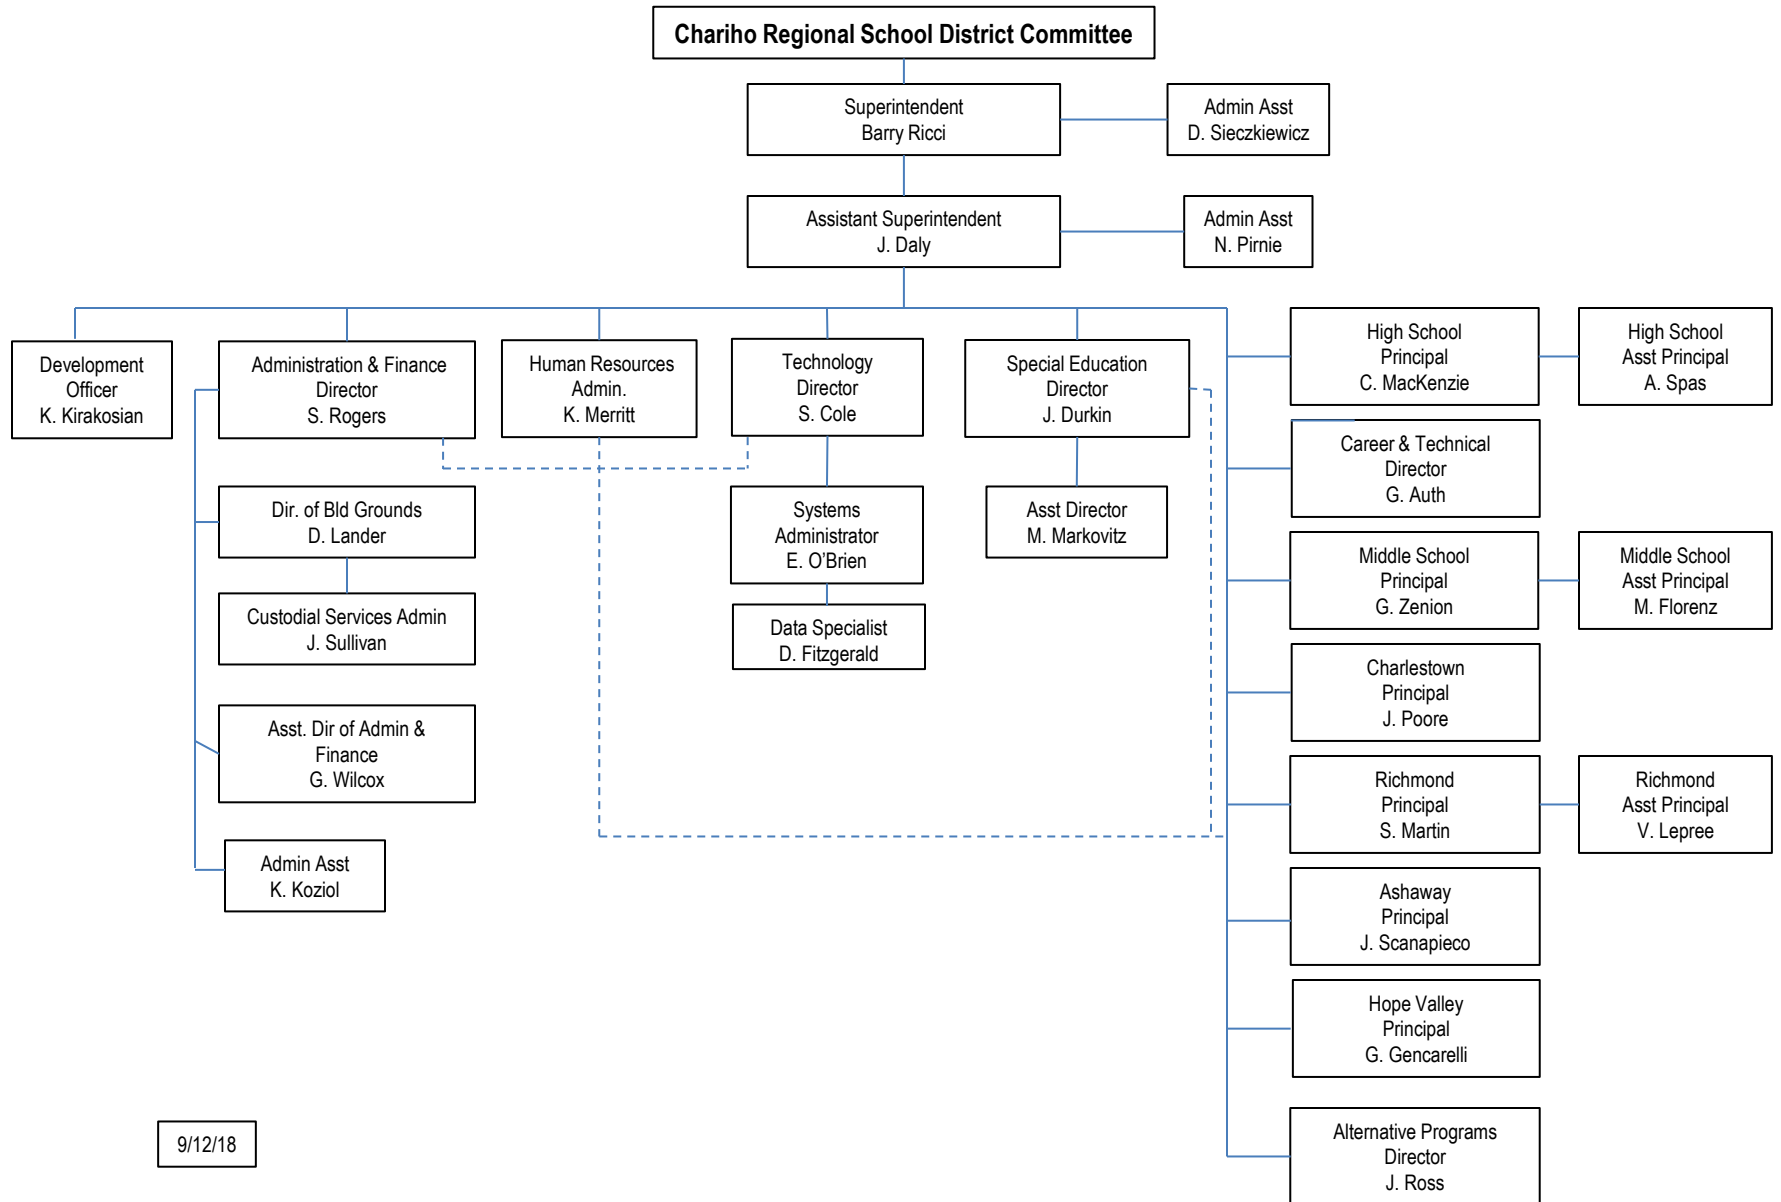 Chariho Regional School District Committee
Superintendent
Barry Ricci
Admin Asst
D. Sieczkiewicz
Assistant Superintendent
J. Daly
Admin Asst
N. Pirnie
Development
Officer
K. Kirakosian
Administration & Finance
Director
S. Rogers
Human Resources
Admin.
K. Merritt
Technology
Director
S. Cole
Special Education
Director
J. Durkin
High School
Principal
C. MacKenzie
High School
Asst Principal
A. Spas
Career & Technical
Director
G. Auth
Dir. of Bld Grounds
D. Lander
Systems
Administrator
E. O’Brien
Asst Director
M. Markovitz
Middle School
Principal
G. Zenion
Middle School
Asst Principal
M. Florenz
Custodial Services Admin
J. Sullivan
Data Specialist
D. Fitzgerald
Charlestown
Principal
J. Poore
Asst. Dir of Admin &
Finance
G. Wilcox
Richmond
Principal
S. Martin
Richmond
Asst Principal
V. Lepree
Admin Asst
K. Koziol
Ashaway
Principal
J. Scanapieco
Hope Valley
Principal
G. Gencarelli
9/12/18
Alternative Programs
Director
J. Ross